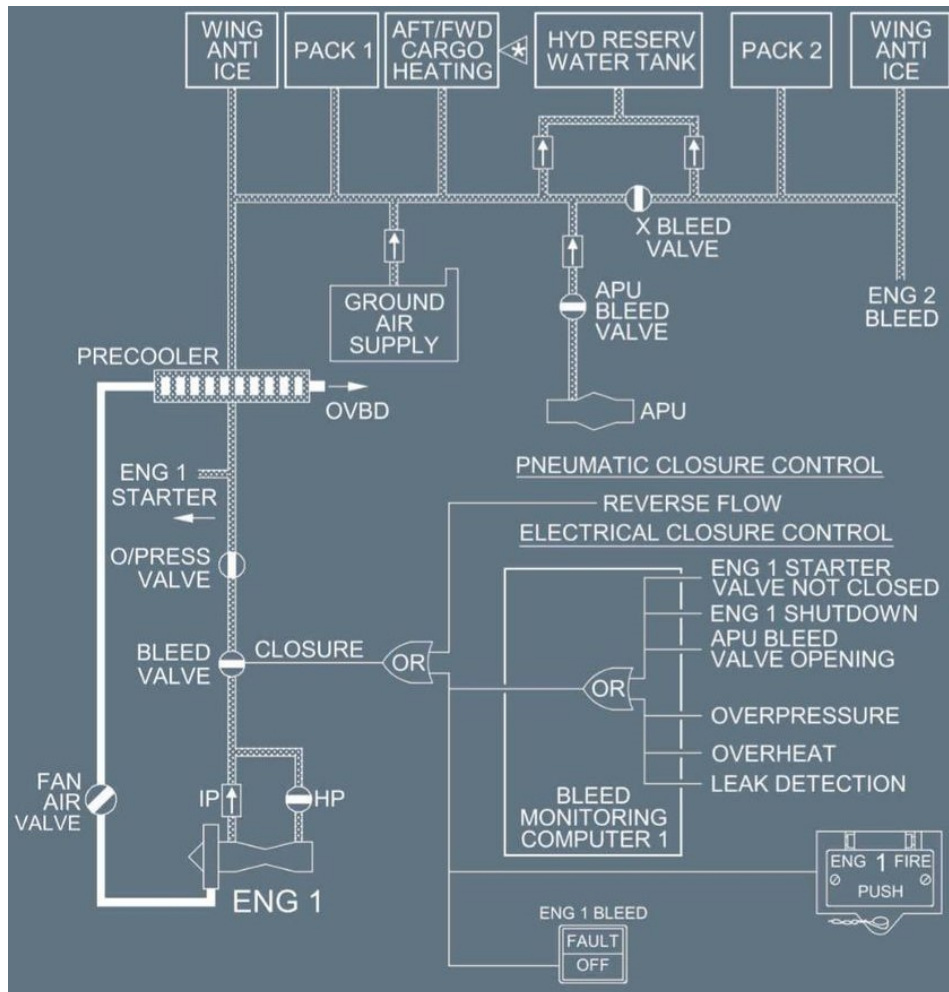 WING
ANTI
ICE
PACK 1
AFT/FWD
CARGO
HEATING
*
HYD RESERV
WATER TANK
PACK 2
WING
ANTI
ICE
X BLEED
VALVE
GROUND
AIR
SUPPLY
APU
BLEED
VALVE
ENG 2
BLEED
PRECOOLER
OVBD
APU
ENG 1
STARTER
PNEUMATIC CLOSURE CONTROL
REVERSE FLOW
ELECTRICAL CLOSURE CONTROL
O/PRESS
VALVE
ENG 1 STARTER
VALVE NOT CLOSED
ENG 1 SHUTDOWN
APU BLEED
VALVE OPENING
BLEED
VALVE
CLOSURE
OR
OR
OVERPRESSURE
OVERHEAT
LEAK DETECTION
FAN
AIR
VALVE
IP
HP
BLEED
MONITORING
COMPUTER 1
ENG 1
ENG 1 FIRE
PUSH
ENG 1 BLEED
FAULT
OFF